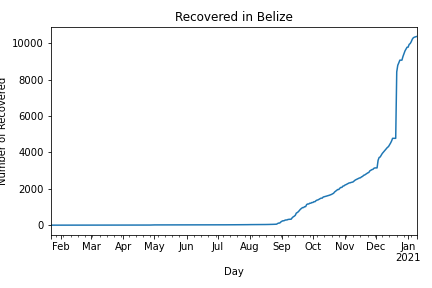 Recovered in Belize
Number of Recovered
10000
8000
6000
4000
2000
0
Feb Mar Apr May Jun Jul Aug Sep Oct Nov Dec Jan
2021
Day